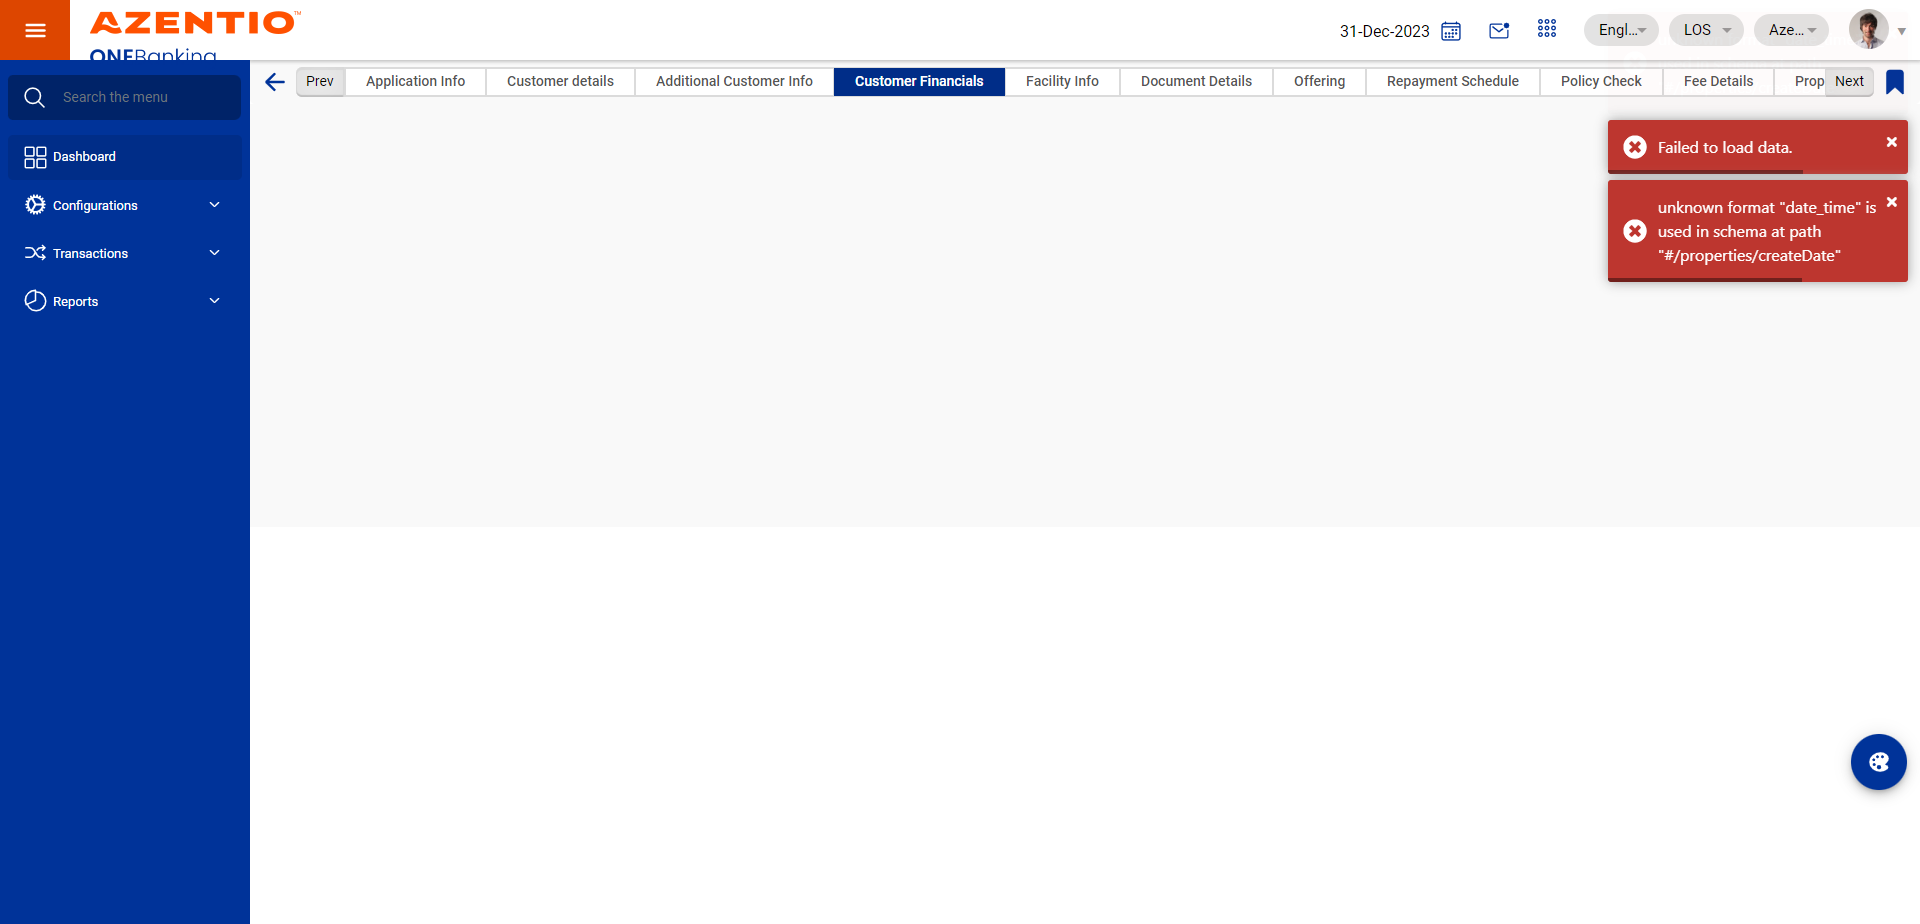 AZENTIO™
ONEBanking
31-Dec-2023
Engl...
LOS
Aze...
Search the menu
Dashboard
Configurations
Transactions
Reports
Prev
Application Info
Customer details
Additional Customer Info
Customer Financials
Facility Info
Document Details
Offering
Repayment Schedule
Policy Check
Fee Details
Prop
Next
Failed to load data.
unknown format "date_time" is
used in schema at path
"#/properties/createDate"